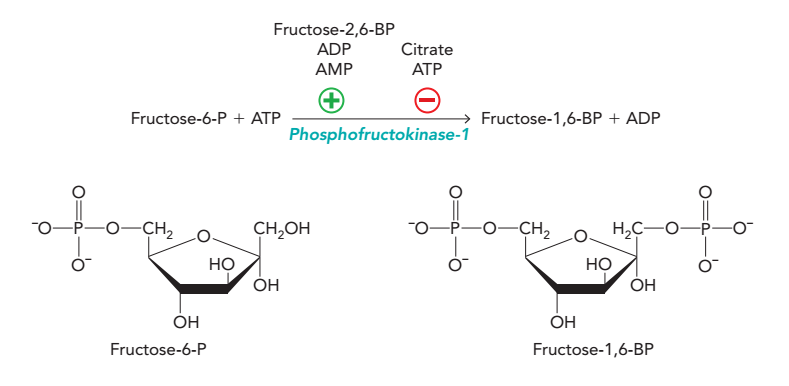 Fructose-2,6-BP
ADP Citrate
AMP ATP
+ −
Fructose-6-P + ATP Fructose-1,6-BP + ADP
Phosphofructokinase-1
O O O
⁻O—P—O—CH₂ O CH₂OH ⁻O—P—O—CH₂ O H₂C—O—P—O⁻
O⁻ HO OH O⁻ HO OH O⁻
OH OH
Fructose-6-P Fructose-1,6-BP